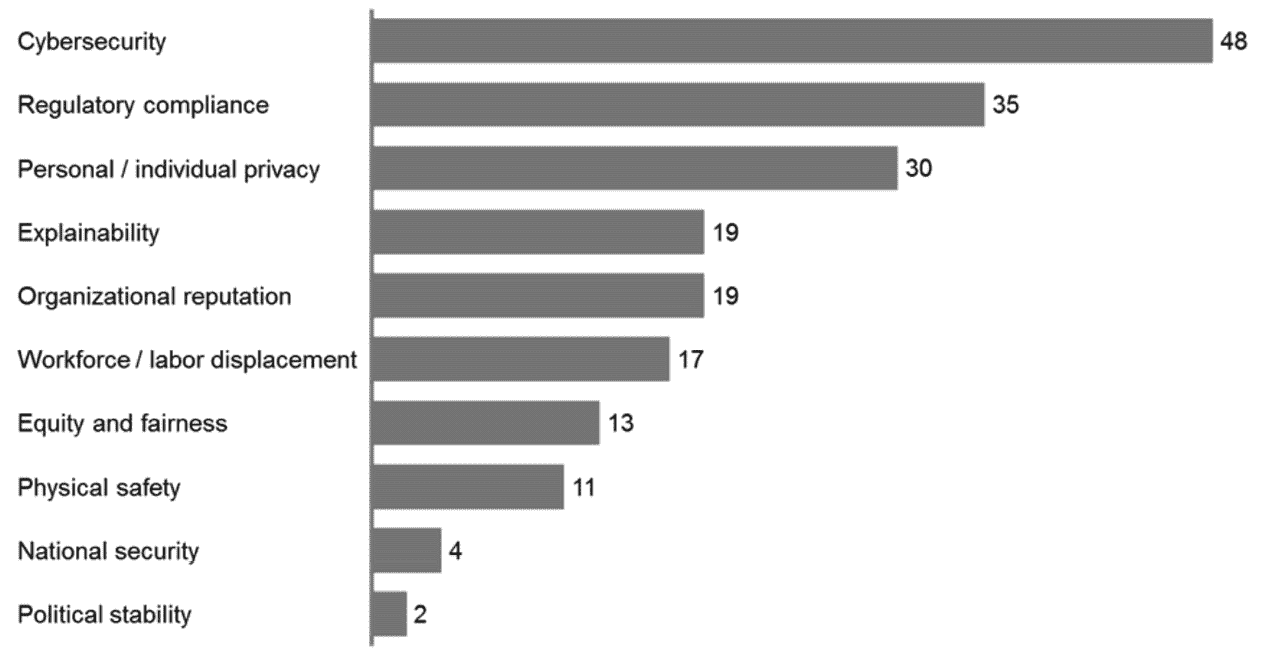 Cybersecurity 48
Regulatory compliance 35
Personal / individual privacy 30
Explainability 19
Organizational reputation 19
Workforce / labor displacement 17
Equity and fairness 13
Physical safety 11
National security 4
Political stability 2